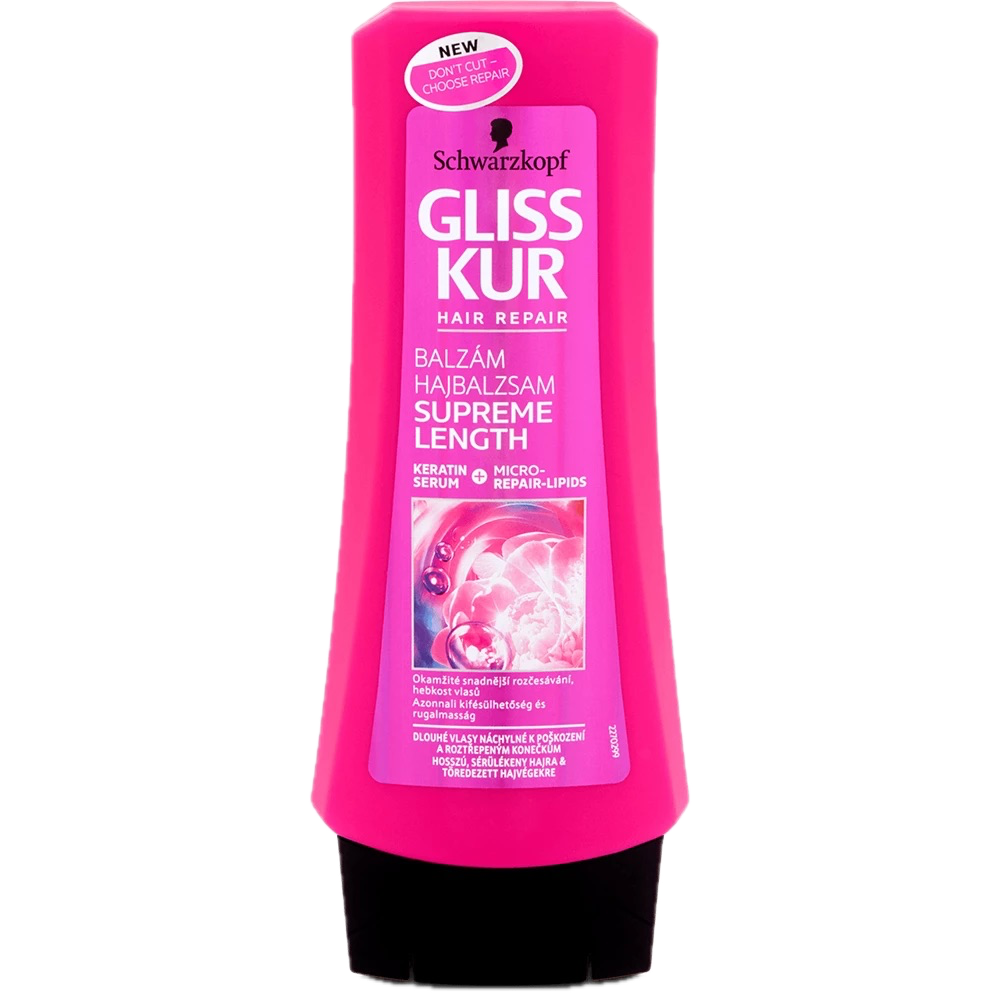 NEW
DON'T CUT –
CHOOSE REPAIR
Schwarzkopf
GLISS
KUR
HAIR REPAIR
BALZÁM
HAJBALZSAM
SUPREME
LENGTH
KERATIN SERUM + MICRO-REPAIR-LIPIDS
Okamžité snadnější rozčesávání,
hebkost vlasů
Azonnali kifésülhetőség és
rugalmasság
DLOUHÉ VLASY NÁCHYLNÉ K POŠKOZENÍ
A ROZTŘEPENÝM KONEČKŮM
HOSSZÚ, SÉRÜLÉKENY HAJRA &
TÖREDEZETT HAJVÉGEKRE
2270299